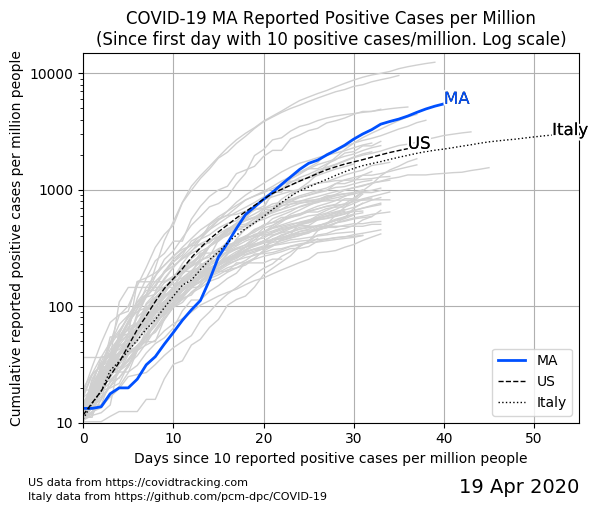 COVID-19 MA Reported Positive Cases per Million
(Since first day with 10 positive cases/million. Log scale)
Cumulative reported positive cases per million people
10000
1000
100
10
MA
US
Italy
MA
US
Italy
0
10
20
30
40
50
Days since 10 reported positive cases per million people
US data from https://covidtracking.com
Italy data from https://github.com/pcm-dpc/COVID-19
19 Apr 2020